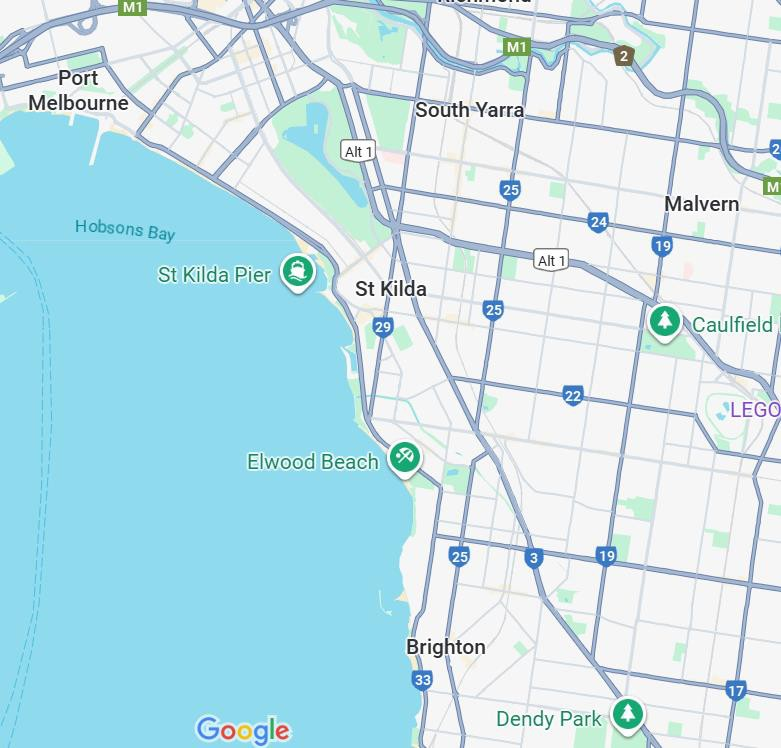 M1
Richmond
M1
2
Port
Melbourne
South Yarra
Alt 1
2
M
25
Malvern
24
19
Hobsons Bay
Alt 1
St Kilda Pier
St Kilda
25
29
Caulfield
22
LEGO
Elwood Beach
25
3
19
Brighton
33
17
Dendy Park
Google